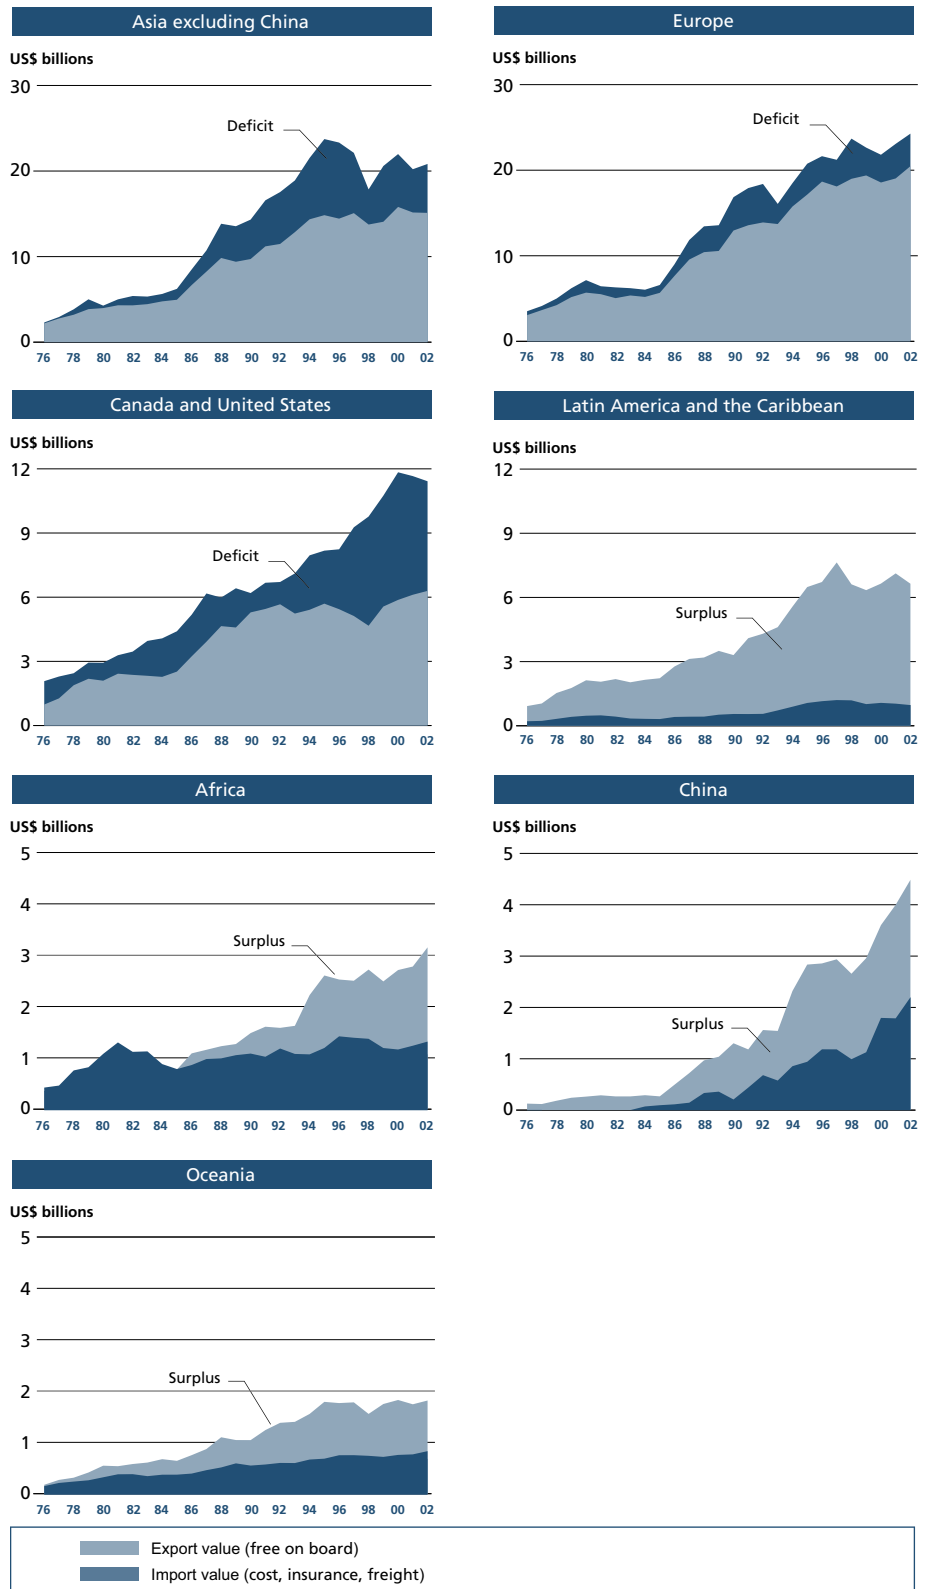 Asia excluding China
US$ billions
30
20
10
0
Deficit
76 78 80 82 84 86 88 90 92 94 96 98 00 02
Europe
US$ billions
30
20
10
0
Deficit
76 78 80 82 84 86 88 90 92 94 96 98 00 02
Canada and United States
US$ billions
12
9
6
3
0
Deficit
76 78 80 82 84 86 88 90 92 94 96 98 00 02
Latin America and the Caribbean
US$ billions
12
9
6
3
0
Surplus
76 78 80 82 84 86 88 90 92 94 96 98 00 02
Africa
US$ billions
5
4
3
2
1
0
Surplus
76 78 80 82 84 86 88 90 92 94 96 98 00 02
China
US$ billions
5
4
3
2
1
0
Surplus
76 78 80 82 84 86 88 90 92 94 96 98 00 02
Oceania
US$ billions
5
4
3
2
1
0
Surplus
76 78 80 82 84 86 88 90 92 94 96 98 00 02
Export value (free on board)
Import value (cost, insurance, freight)